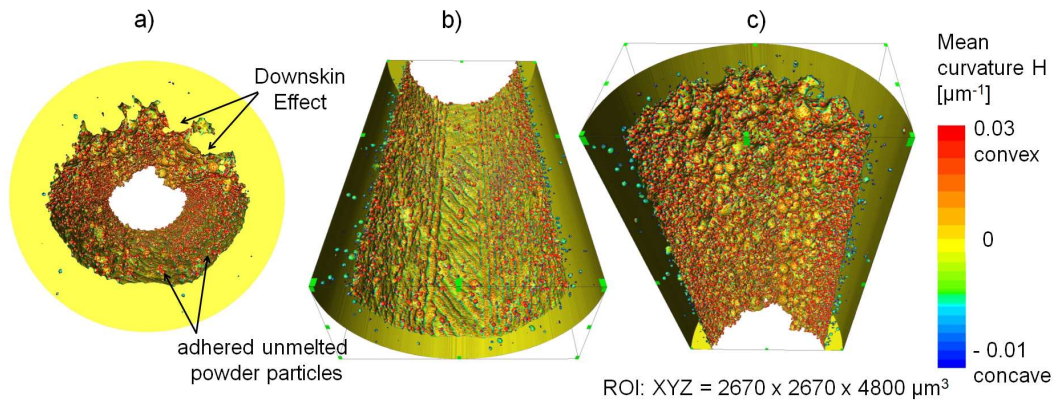 a)
b)
c)
Downskin
Effect
adhered unmelted
powder particles
Mean
curvature H
[µm⁻¹]
0.03
convex
0
- 0.01
concave
ROI: XYZ = 2670 x 2670 x 4800 µm³